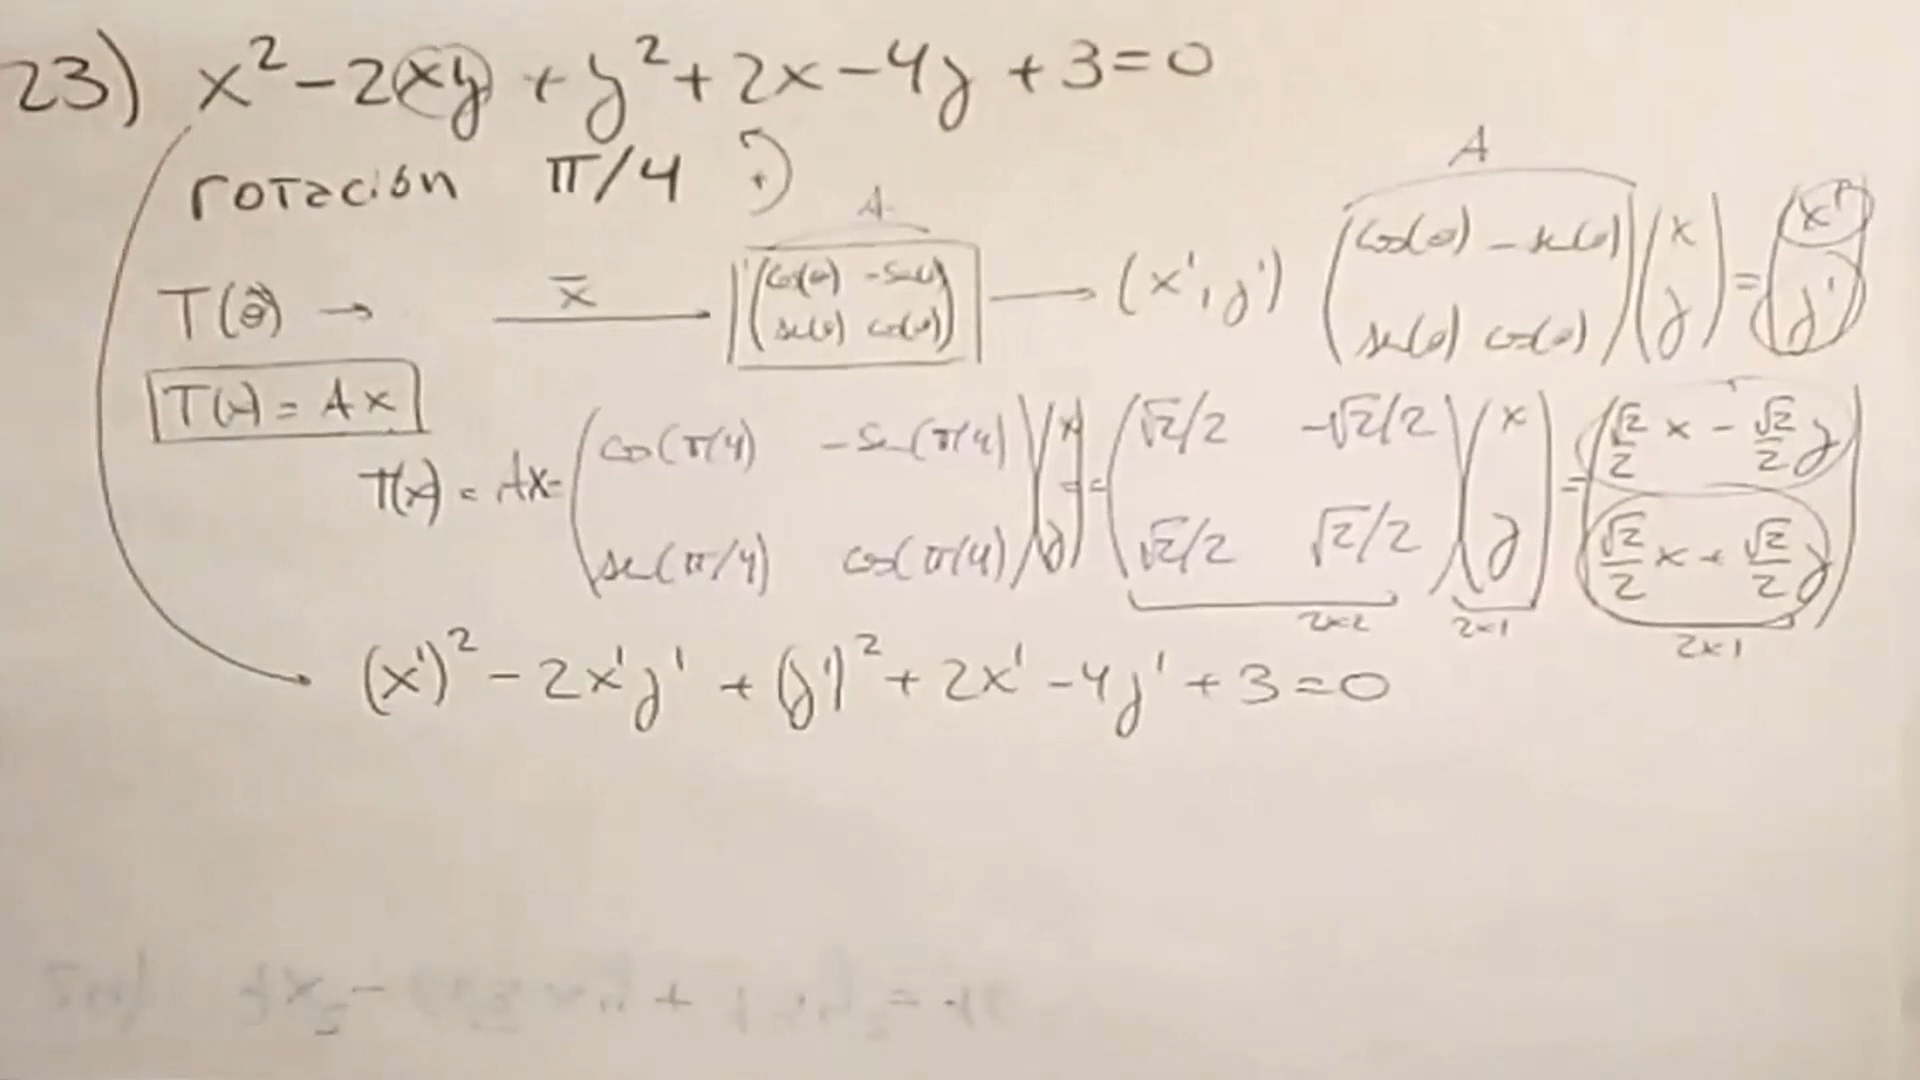 23) x² - 2xy + y² + 2x - 4y + 3 = 0
rotación π/4
A
A
T(θ) → x̄ (cos(θ) -sen(θ) → (x', y') (cos(θ) -sen(θ) (x = (x'
sen(θ) cos(θ)) sen(θ) cos(θ)) y) y')
T(x) = Ax
T(x) = Ax = (cos(π/4) -sen(π/4) (x = (√2/2 -√2/2 (x = (√2/2 x - √2/2 y
sen(π/4) cos(π/4)) y) √2/2 √2/2) y) √2/2 x + √2/2 y)
2x2 2x1 2x1
(x')² - 2x'y' + (y')² + 2x' - 4y' + 3 = 0